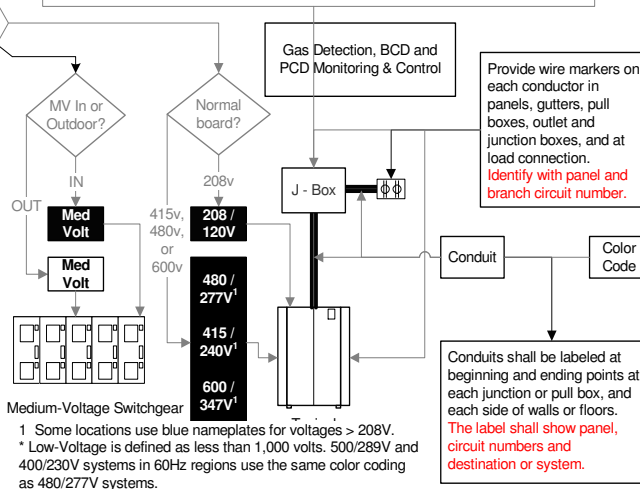 Gas Detection, BCD and
PCD Monitoring & Control
Provide wire markers on
each conductor in
panels, gutters, pull
boxes, outlet and
junction boxes, and at
load connection.
Identify with panel and
branch circuit number.
MV In or
Outdoor?
Normal
board?
IN
OUT
208v
415v,
480v,
or
600v
Med
Volt
Med
Volt
208 /
120V
480 /
277V1
415 /
240V1
600 /
347V1
J - Box
Conduit
Color
Code
Conduits shall be labeled at
beginning and ending points at
each junction or pull box, and
each side of walls or floors.
The label shall show panel,
circuit numbers and
destination or system.
Medium-Voltage Switchgear
1 Some locations use blue nameplates for voltages > 208V.
* Low-Voltage is defined as less than 1,000 volts. 500/289V and
400/230V systems in 60Hz regions use the same color coding
as 480/277V systems.